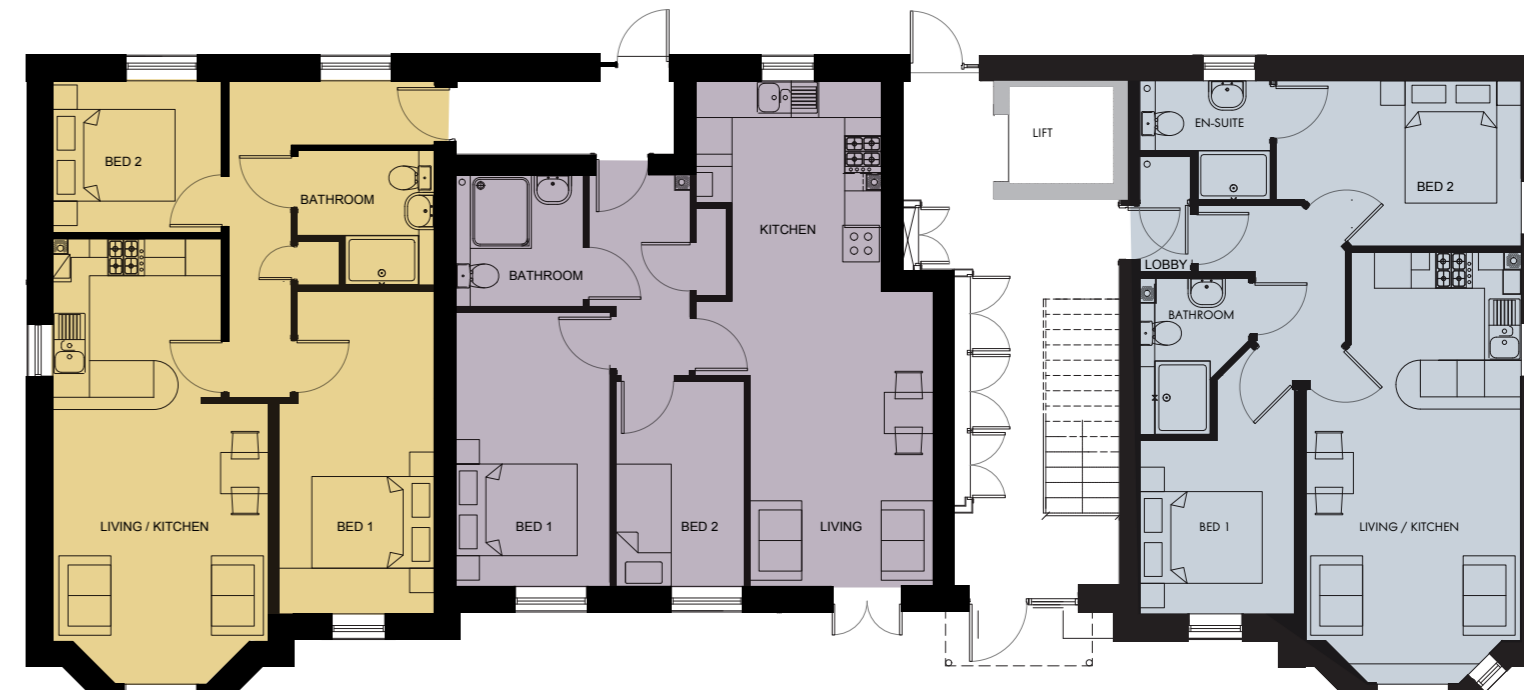 BED 2
BATHROOM
LIVING / KITCHEN
BED 1
BATHROOM
KITCHEN
BED 1
BED 2
LIVING
LIFT
EN-SUITE
BED 2
LOBBY
BATHROOM
BED 1
LIVING / KITCHEN